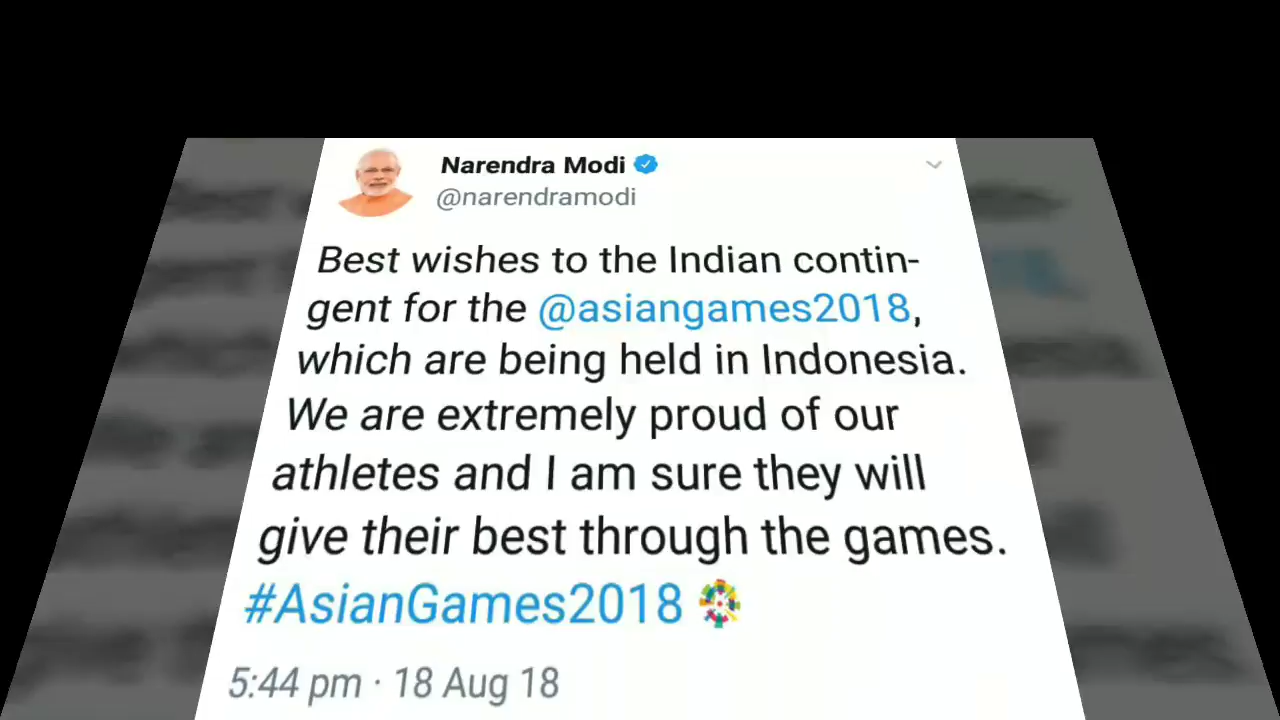 Narendra Modi
@narendramodi
Best wishes to the Indian contin-
gent for the @asiangames2018,
which are being held in Indonesia.
We are extremely proud of our
athletes and I am sure they will
give their best through the games.
#AsianGames2018
5:44 pm · 18 Aug 18